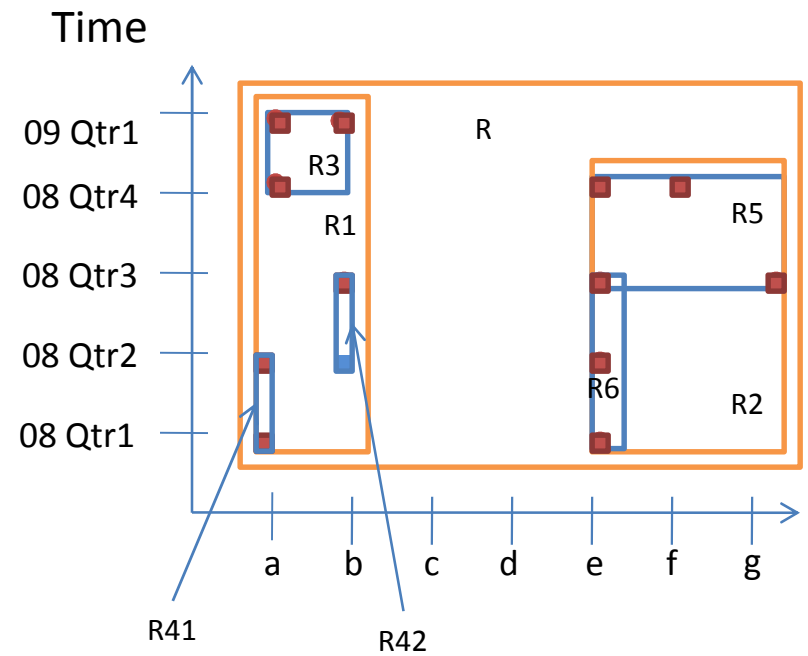 Time
09 Qtr1
R
R3
08 Qtr4
R5
R1
08 Qtr3
08 Qtr2
R6
R2
08 Qtr1
a b c d e f g
R41
R42